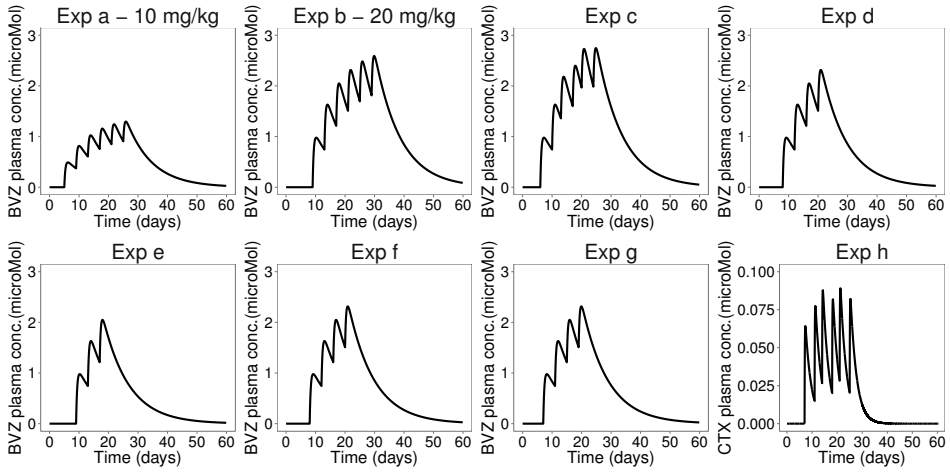 Exp a − 10 mg/kg
BVZ plasma conc.(microMol)
3
2
1
0
0 10 20 30 40 50 60
Time (days)
Exp b − 20 mg/kg
BVZ plasma conc.(microMol)
3
2
1
0
0 10 20 30 40 50 60
Time (days)
Exp c
BVZ plasma conc.(microMol)
3
2
1
0
0 10 20 30 40 50 60
Time (days)
Exp d
BVZ plasma conc.(microMol)
3
2
1
0
0 10 20 30 40 50 60
Time (days)
Exp e
BVZ plasma conc.(microMol)
3
2
1
0
0 10 20 30 40 50 60
Time (days)
Exp f
BVZ plasma conc.(microMol)
3
2
1
0
0 10 20 30 40 50 60
Time (days)
Exp g
BVZ plasma conc.(microMol)
3
2
1
0
0 10 20 30 40 50 60
Time (days)
Exp h
CTX plasma conc.(microMol)
0.100
0.075
0.050
0.025
0.000
0 10 20 30 40 50 60
Time (days)